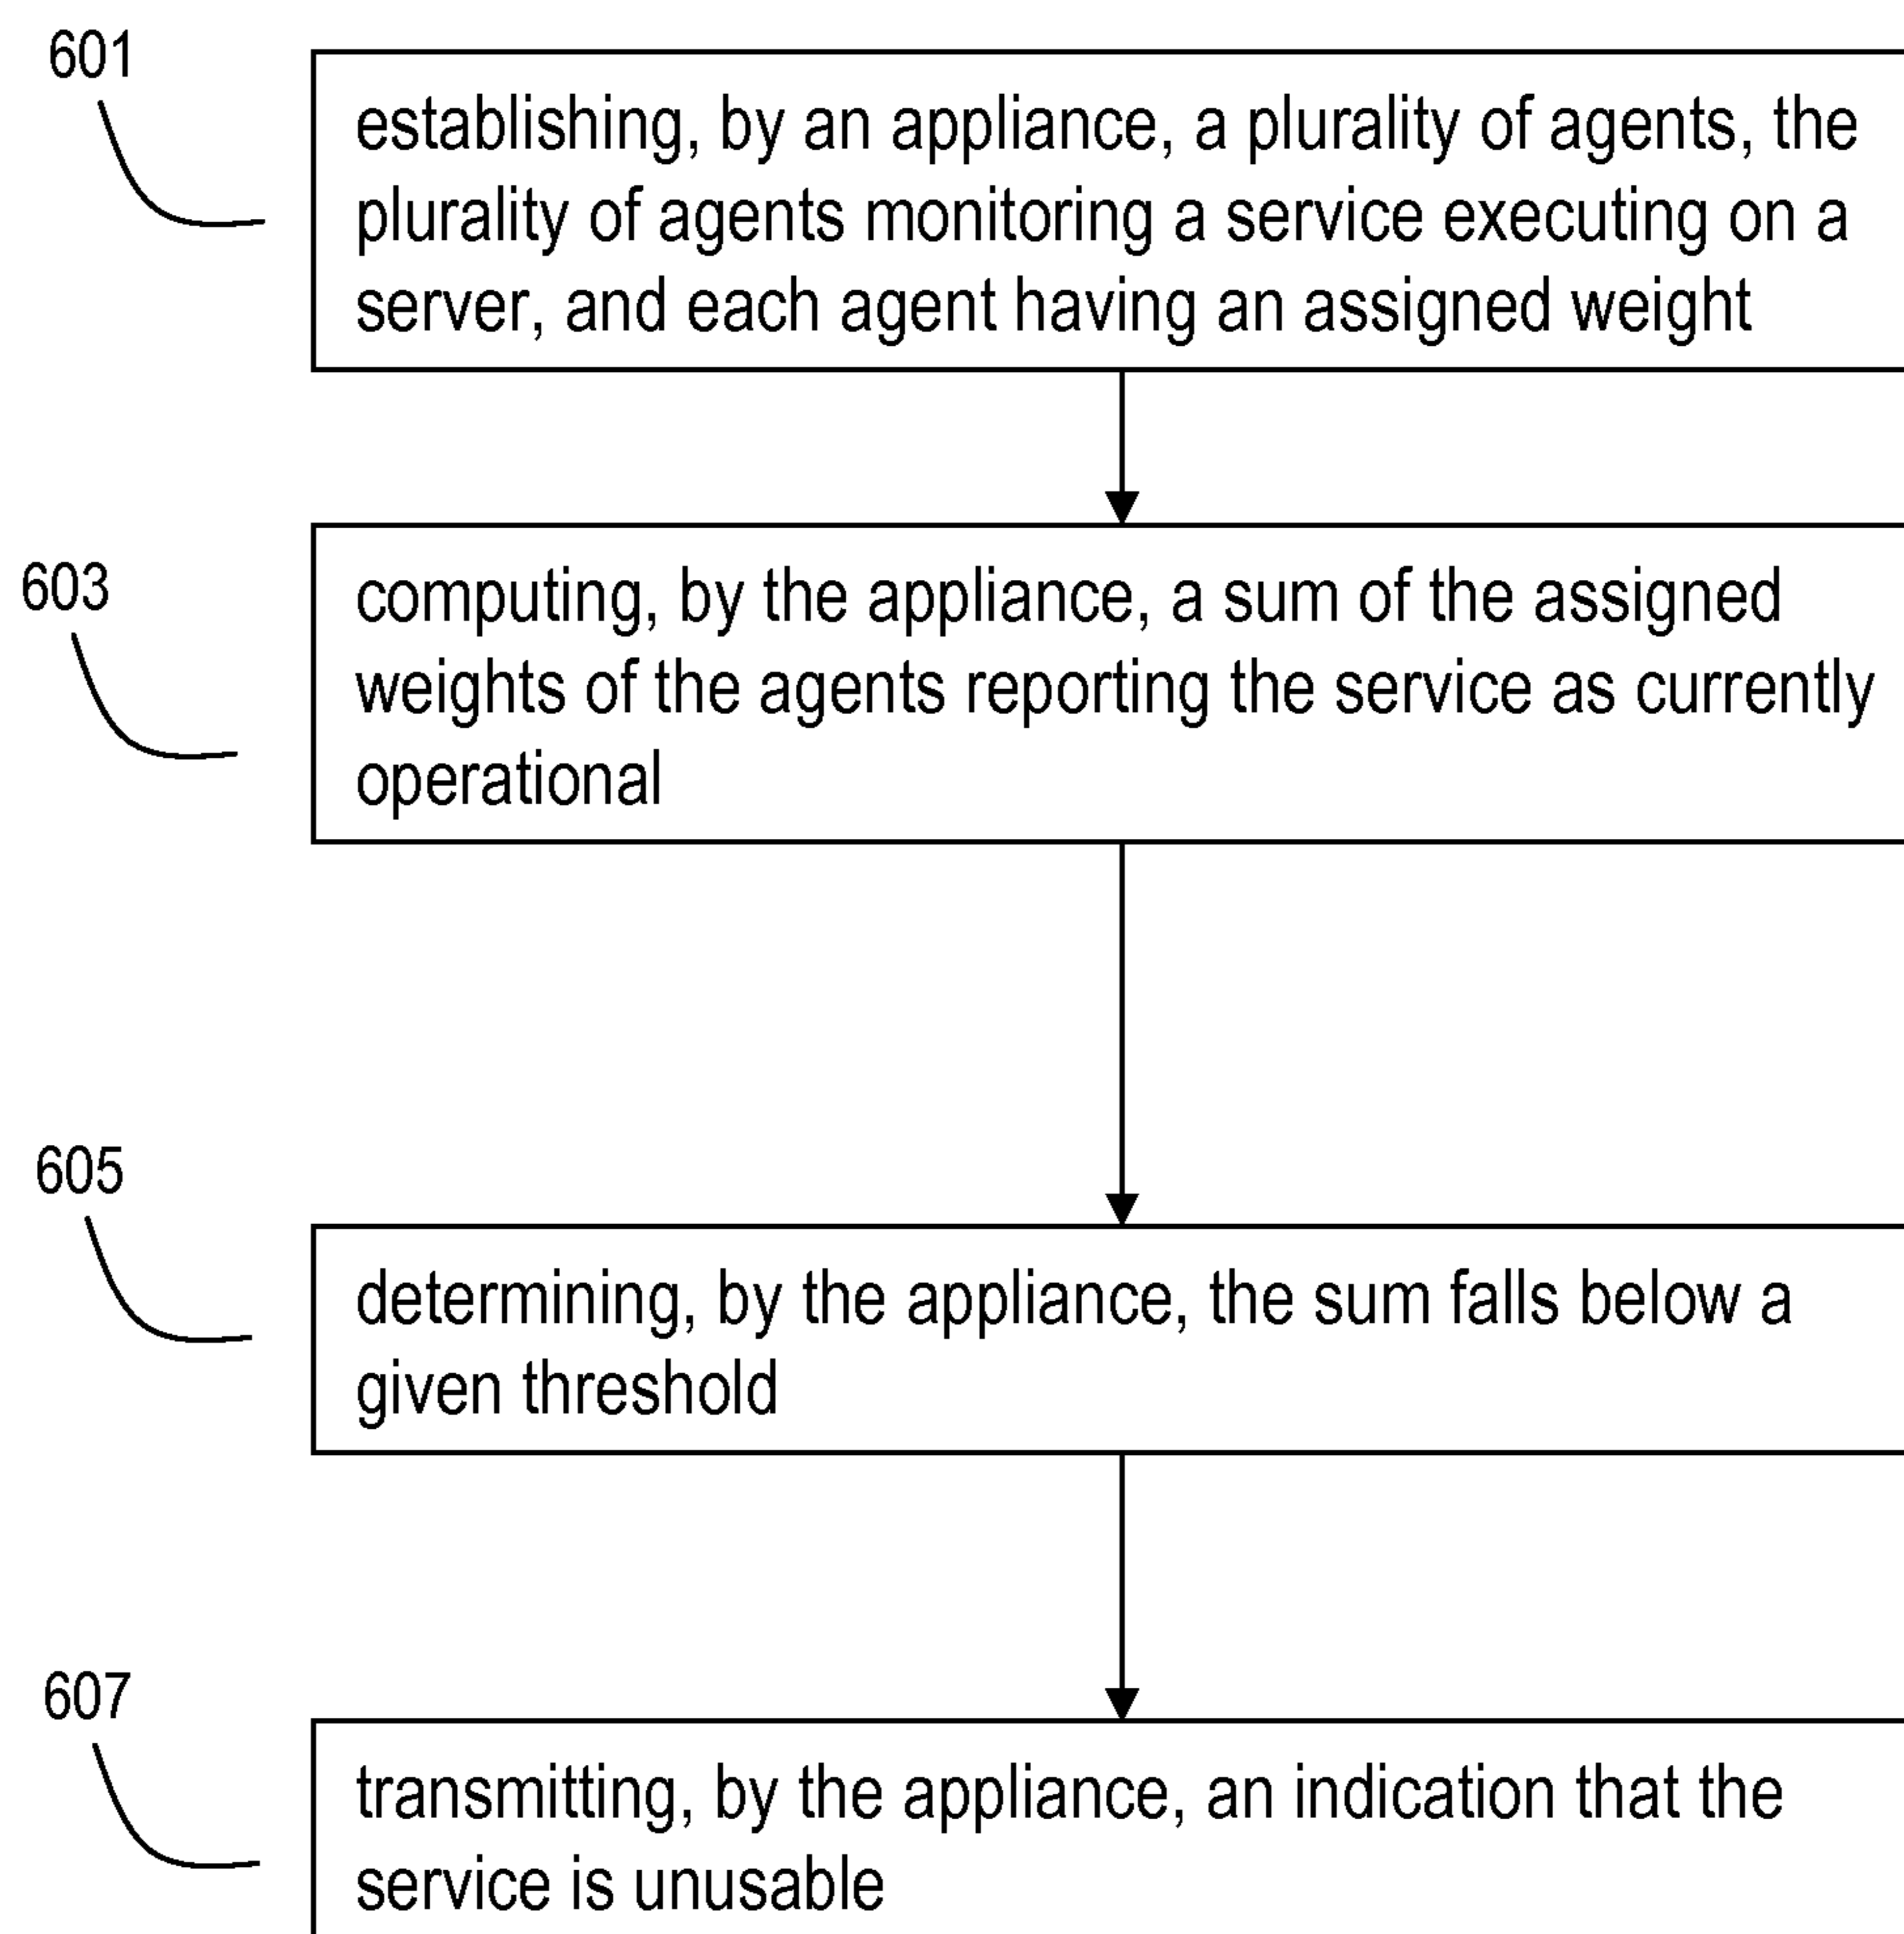 601
establishing, by an appliance, a plurality of agents, the
plurality of agents monitoring a service executing on a
server, and each agent having an assigned weight
603
computing, by the appliance, a sum of the assigned
weights of the agents reporting the service as currently
operational
605
determining, by the appliance, the sum falls below a
given threshold
607
transmitting, by the appliance, an indication that the
service is unusable